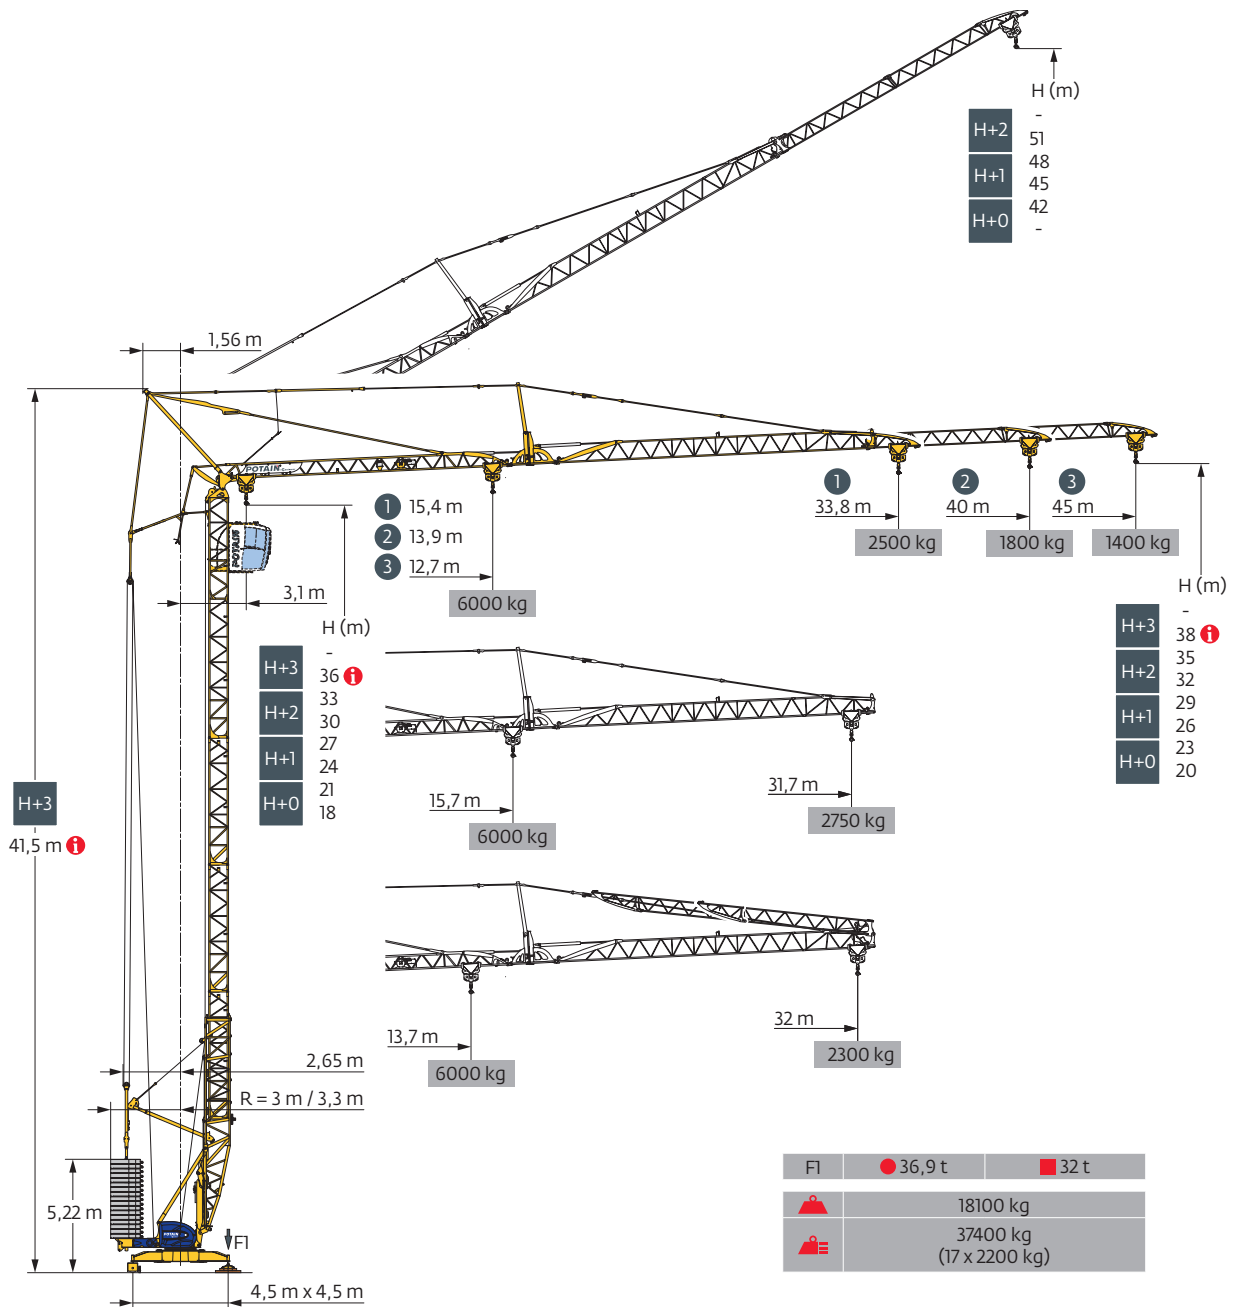 H (m)
H+2
-
51
H+1
48
45
H+0
42
-
1,56 m
POTAIN
POTAIN
1 15,4 m
2 13,9 m
3 12,7 m
6000 kg
1
33,8 m
2500 kg
2
40 m
1800 kg
3
45 m
1400 kg
3,1 m
H (m)
H+3
-
36 i
H+2
33
30
H+1
27
24
H+0
21
18
H (m)
H+3
-
38 i
H+2
35
32
H+1
29
26
H+0
23
20
15,7 m
6000 kg
31,7 m
2750 kg
H+3
41,5 m i
13,7 m
6000 kg
32 m
2300 kg
2,65 m
R = 3 m / 3,3 m
5,22 m
POTAIN
F1
4,5 m x 4,5 m
F1 36,9 t 32 t
18100 kg
37400 kg
(17 x 2200 kg)